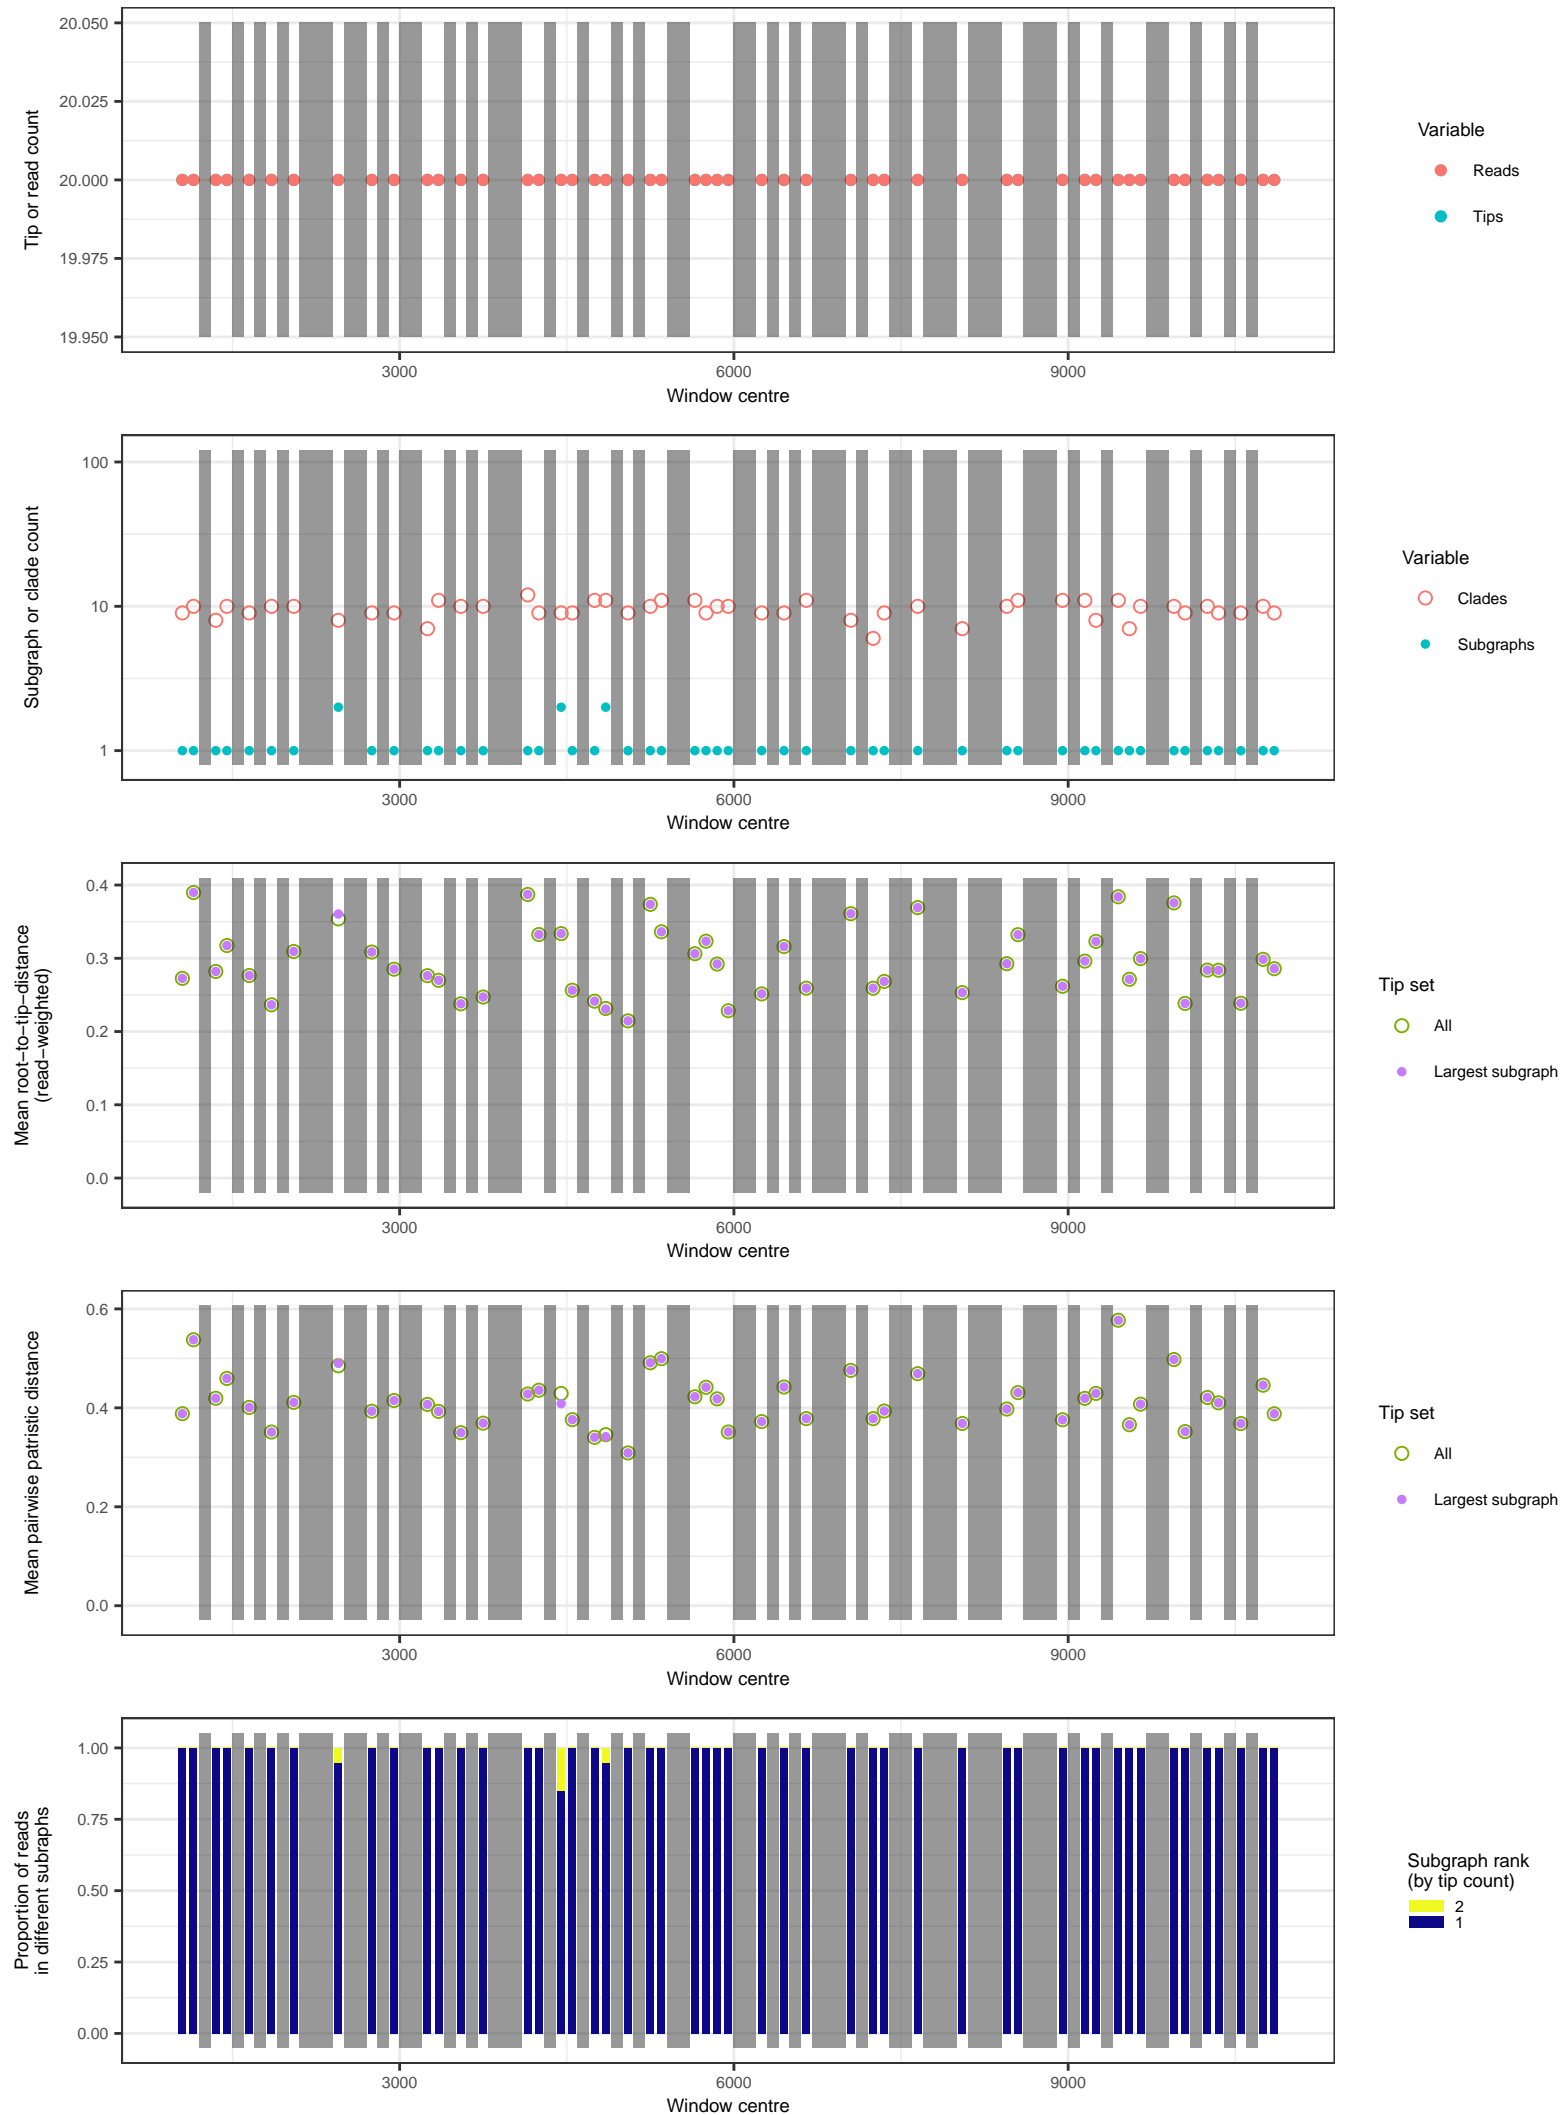 20.050
20.025
20.000
19.975
19.950
Tip or read count
3000 6000 9000
Window centre
Variable
Reads
Tips
100
10
1
Subgraph or clade count
3000 6000 9000
Window centre
Variable
Clades
Subgraphs
0.4
0.3
0.2
0.1
0.0
Mean root−to−tip−distance
(read−weighted)
3000 6000 9000
Window centre
Tip set
All
Largest subgraph
0.6
0.4
0.2
0.0
Mean pairwise patristic distance
3000 6000 9000
Window centre
Tip set
All
Largest subgraph
1.00
0.75
0.50
0.25
0.00
Proportion of reads
in different subraphs
3000 6000 9000
Window centre
Subgraph rank
(by tip count)
2
1